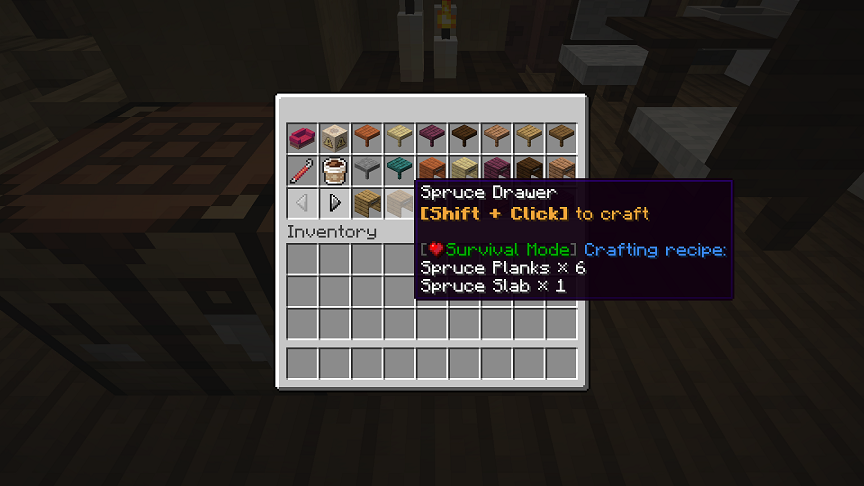 Spruce Drawer
[Shift + Click] to craft
[❤Survival Mode] Crafting recipe:
Spruce Planks × 6
Spruce Slab × 1
Inventory